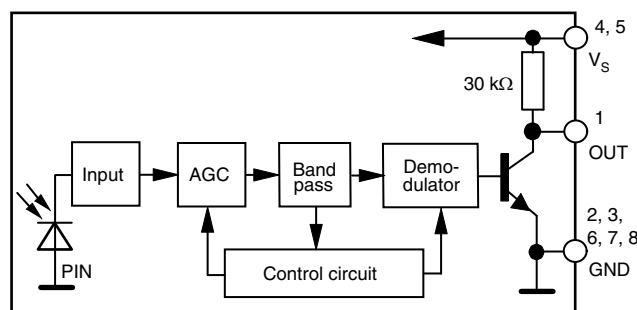 4, 5
V_S
30 kΩ
1
OUT
Input
AGC
Band
pass
Demo-
dulator
2, 3,
6, 7, 8
GND
Control circuit
PIN